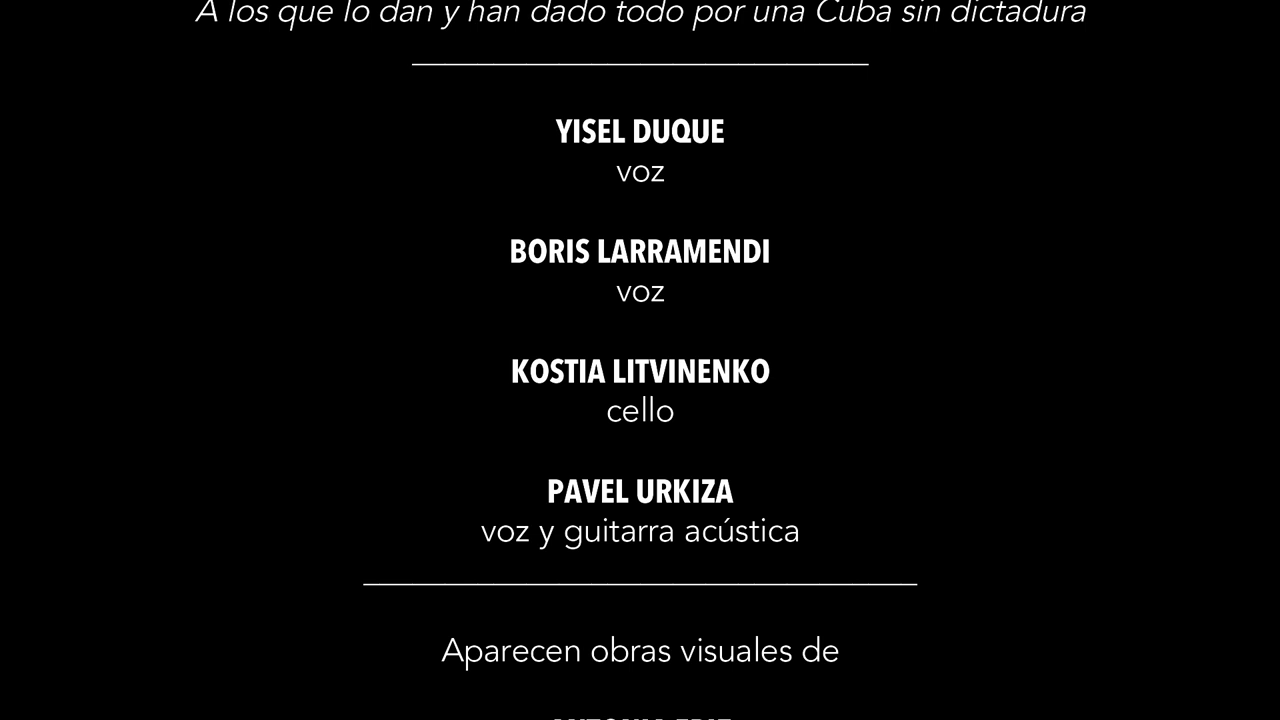 A los que lo dan y han dado todo por una Cuba sin dictadura
YISEL DUQUE
voz
BORIS LARRAMENDI
voz
KOSTIA LITVINENKO
cello
PAVEL URKIZA
voz y guitarra acústica
Aparecen obras visuales de